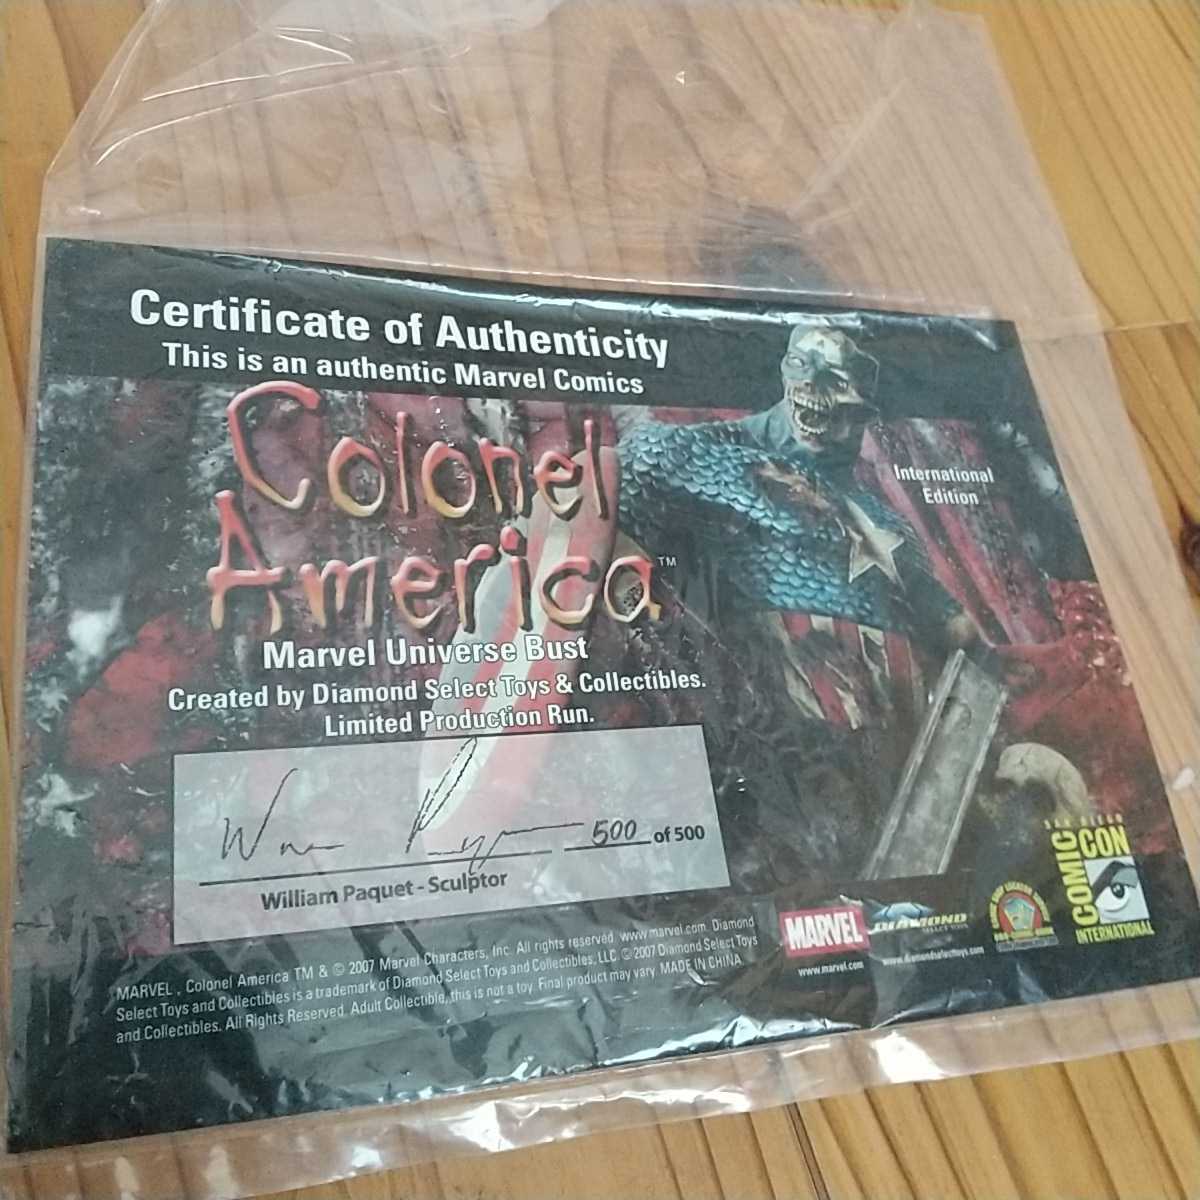 Certificate of Authenticity
This is an authentic Marvel Comics
Colonel
America™
International
Edition
Marvel Universe Bust
Created by Diamond Select Toys & Collectibles.
Limited Production Run.
500 of 500
William Paquet - Sculptor
MARVEL , Colonel America TM & © 2007 Marvel Characters, Inc. All rights reserved. www.marvel.com. Diamond
Select Toys and Collectibles is a trademark of Diamond Select Toys and Collectibles, LLC. © 2007 Diamond Select Toys
and Collectibles. All Rights Reserved. Adult Collectible, this is not a toy. Final product may vary. MADE IN CHINA
MARVEL
www.marvel.com
DIAMOND
SELECT TOYS
www.diamondselecttoys.com
SAN DIEGO
COMIC CON
INTERNATIONAL